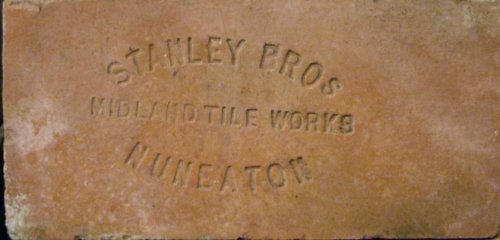 STANLEY BROS
MIDLAND TILE WORKS
NUNEATON